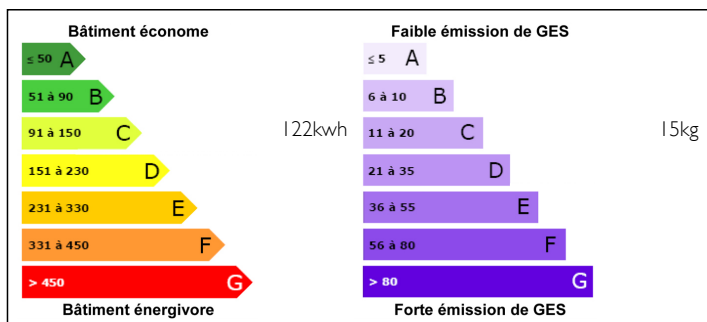 Bâtiment économe
≤ 50 A
51 à 90 B
91 à 150 C
151 à 230 D
231 à 330 E
331 à 450 F
> 450 G
Bâtiment énergivore
122kwh
Faible émission de GES
≤ 5 A
6 à 10 B
11 à 20 C
21 à 35 D
36 à 55 E
56 à 80 F
> 80 G
Forte émission de GES
15kg